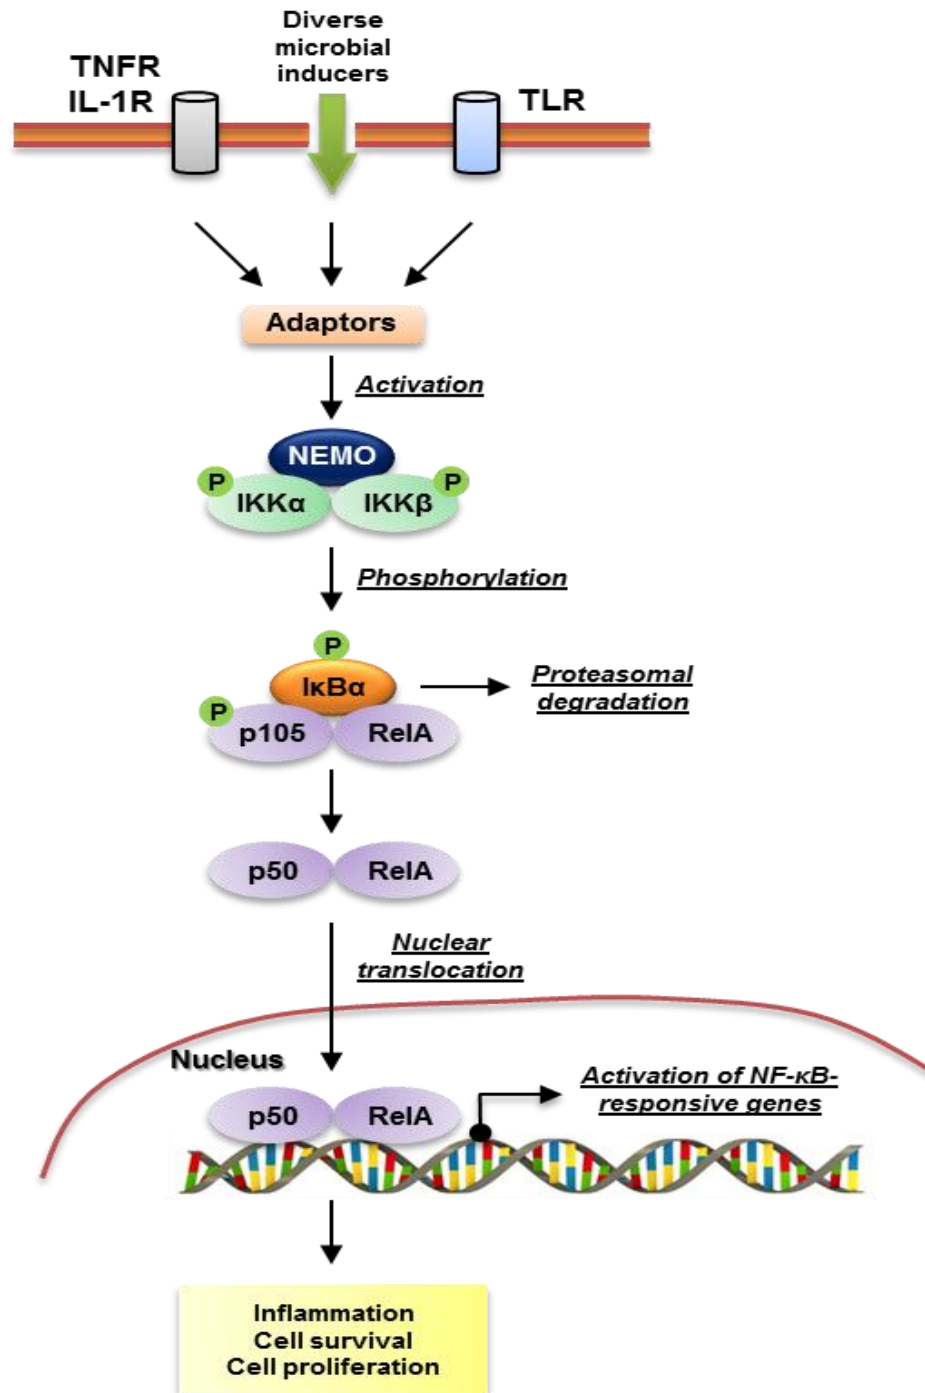 Diverse
microbial
inducers
TNFR
IL-1R
TLR
Adaptors
Activation
NEMO
P
P
IKKα
IKKβ
Phosphorylation
P
IκBα
Proteasomal
degradation
P
p105
RelA
p50
RelA
Nuclear
translocation
Nucleus
Activation of NF-κB-
responsive genes
p50
RelA
Inflammation
Cell survival
Cell proliferation